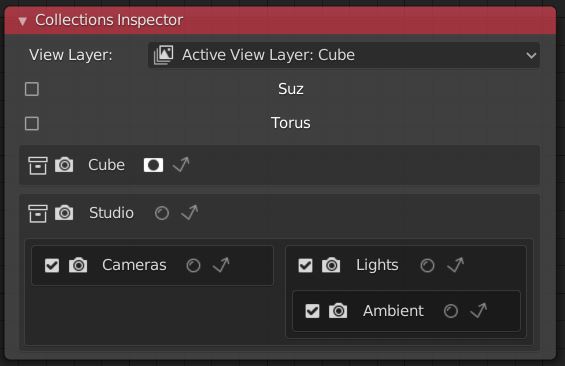 Collections Inspector
View Layer: Active View Layer: Cube
Suz
Torus
Cube
Studio
Cameras Lights
Ambient